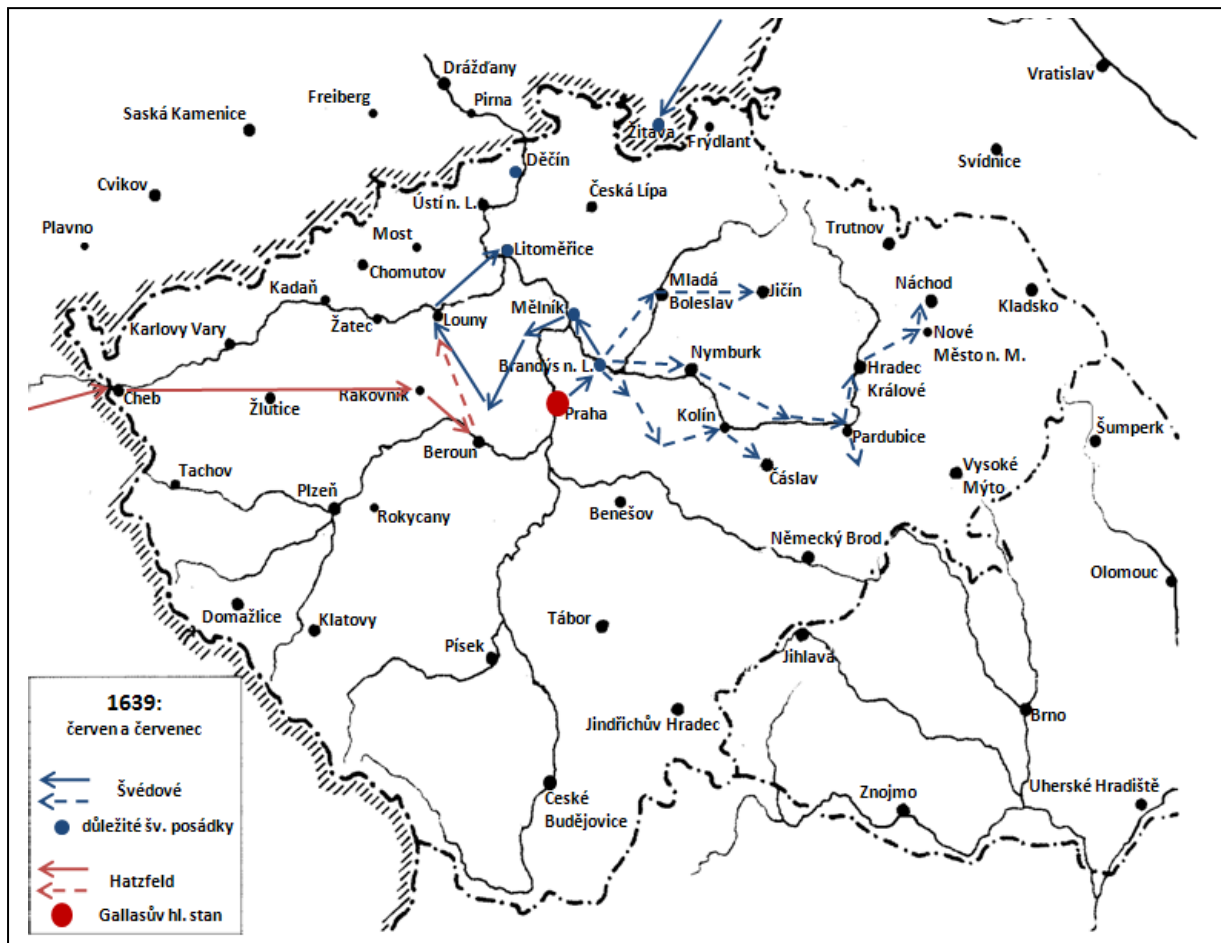 Drážďany
Vratislav
Freiberg
Pirna
Saská Kamenice
Žitava
Frýdlant
Svídnice
Děčín
Cvikov
Česká Lípa
Ústí n. L.
Plavno
Most
Litoměřice
Trutnov
Chomutov
Mladá
Boleslav
Jičín
Náchod
Kladsko
Kadaň
Mělník
Karlovy Vary
Žatec
Louny
Nové
Město n. M.
Nymburk
Brandýs n. L.
Hradec
Králové
Cheb
Žlutice
Rakovník
Praha
Kolín
Pardubice
Šumperk
Beroun
Čáslav
Vysoké
Mýto
Tachov
Plzeň
Rokycany
Benešov
Německý Brod
Olomouc
Domažlice
Klatovy
Tábor
Písek
Jihlava
Jindřichův Hradec
Brno
České
Budějovice
Znojmo
Uherské Hradiště
1639:
červen a červenec
Švédové
důležité šv. posádky
Hatzfeld
Gallasův hl. stan